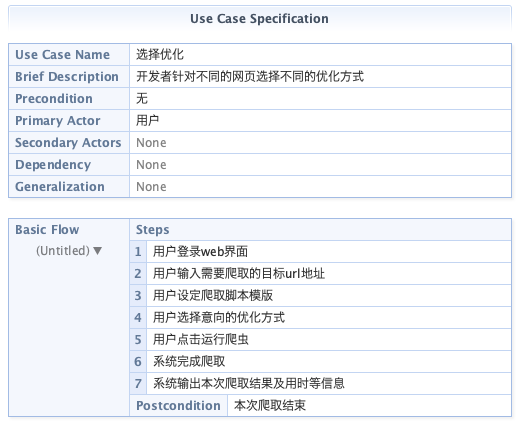 Use Case Specification
Use Case Name 选择优化
Brief Description 开发者针对不同的网页选择不同的优化方式
Precondition 无
Primary Actor 用户
Secondary Actors None
Dependency None
Generalization None
Basic Flow Steps
(Untitled) ▼
1 用户登录web界面
2 用户输入需要爬取的目标url地址
3 用户设定爬取脚本模版
4 用户选择意向的优化方式
5 用户点击运行爬虫
6 系统完成爬取
7 系统输出本次爬取结果及用时等信息
Postcondition 本次爬取结束